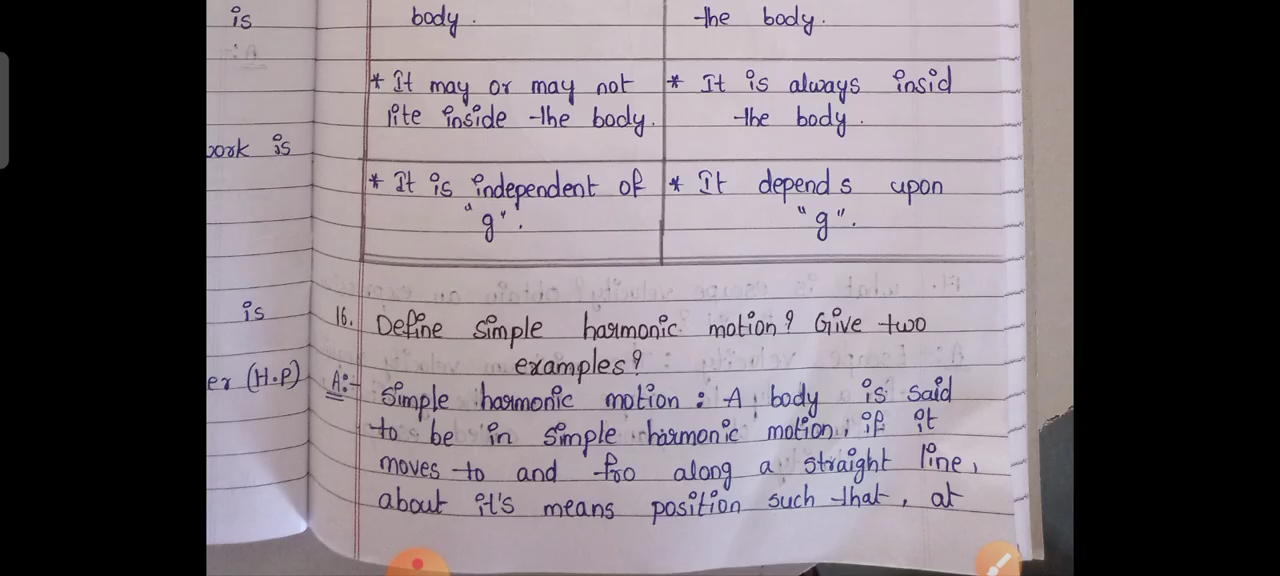 is
body.
the body.
* It may or may not
lite inside the body.
* It is always insid
the body.
work is
* It is independent of
"g".
* It depends upon
"g".
is
16. Define simple harmonic motion? Give two
examples?
er (H.P)
A:- Simple harmonic motion : A body is said
to be in simple harmonic motion, if it
moves to and fro along a straight line,
about it's means position such that, at